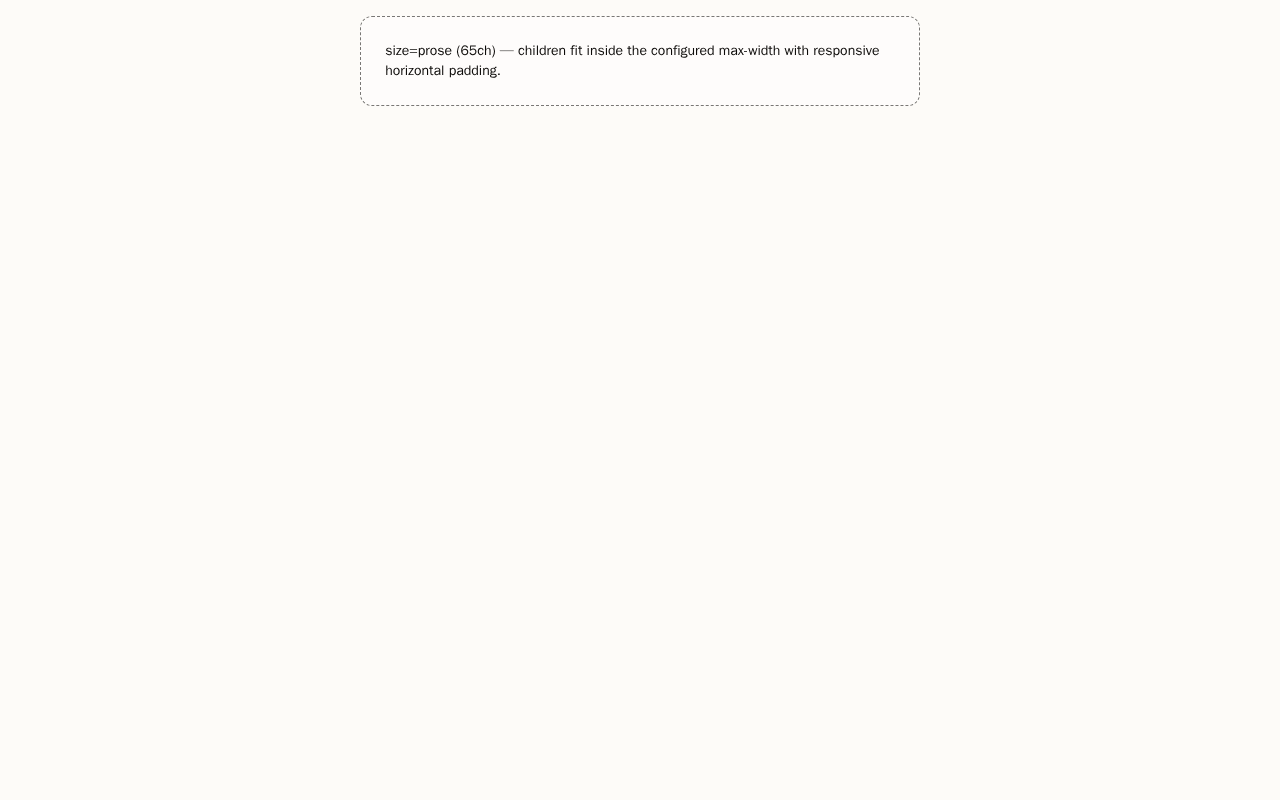 size=prose (65ch) — children fit inside the configured max-width with responsive
horizontal padding.